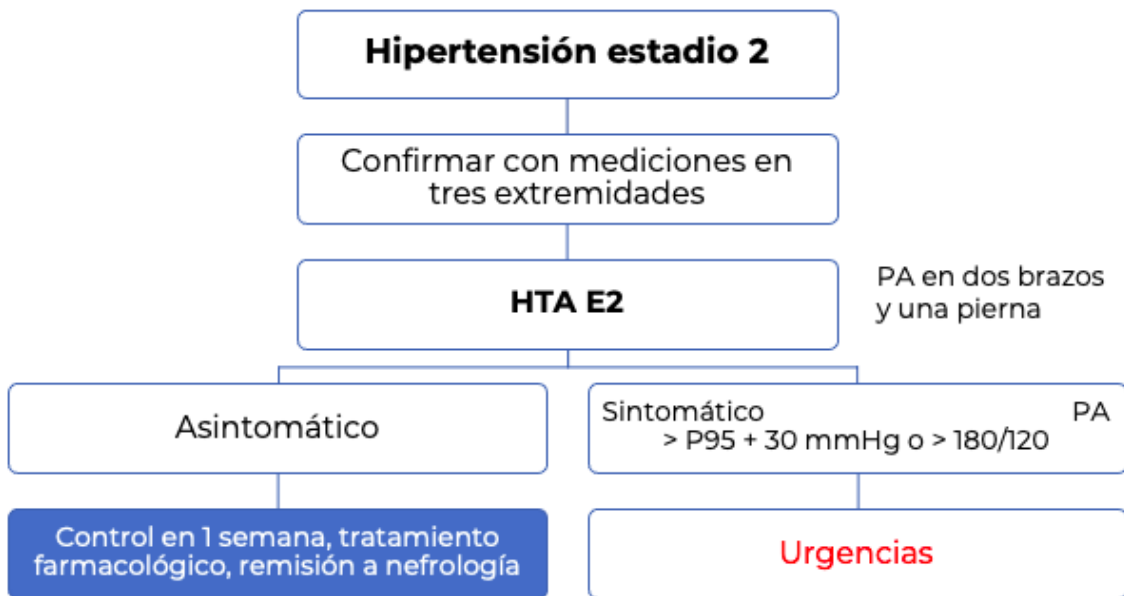 Hipertensión estadio 2
Confirmar con mediciones en
tres extremidades
HTA E2
PA en dos brazos
y una pierna
Asintomático
Sintomático PA
> P95 + 30 mmHg o > 180/120
Control en 1 semana, tratamiento
farmacológico, remisión a nefrología
Urgencias